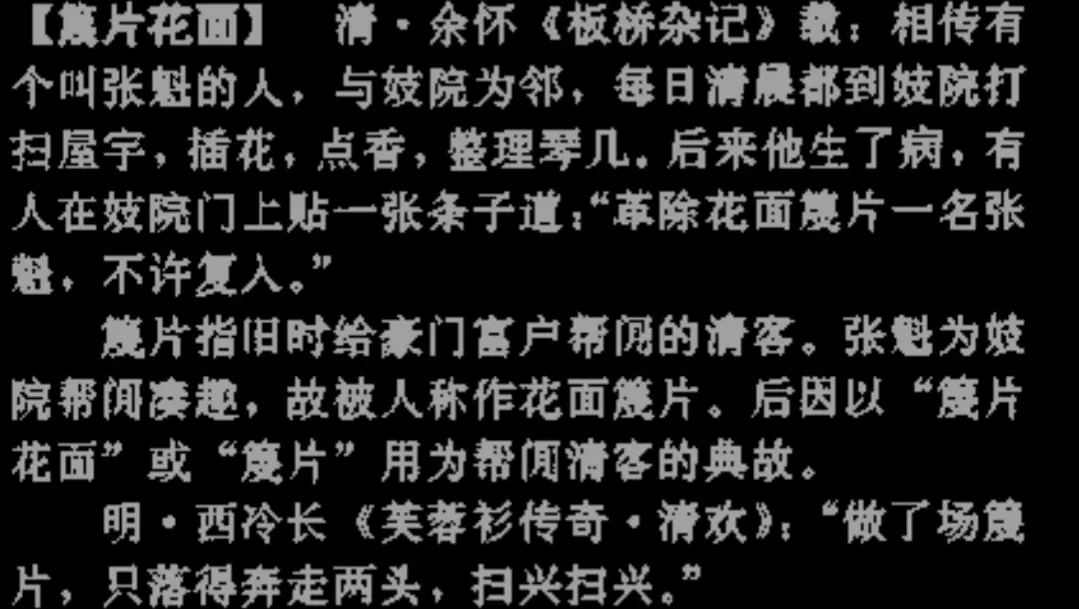 【篾片花面】 清·余怀《板桥杂记》载：相传有
个叫张魁的人，与妓院为邻，每日清晨都到妓院打
扫屋宇，插花，点香，整理琴几。后来他生了病，有
人在妓院门上贴一张条子道：“革除花面篾片一名张
魁，不许复入。”
篾片指旧时给豪门富户帮闲的清客。张魁为妓
院帮闲凑趣，故被人称作花面篾片。后因以“篾片
花面”或“篾片”用为帮闲清客的典故。
明·西冷长《芙蓉衫传奇·清欢》：“做了场篾
片，只落得奔走两头，扫兴扫兴。”